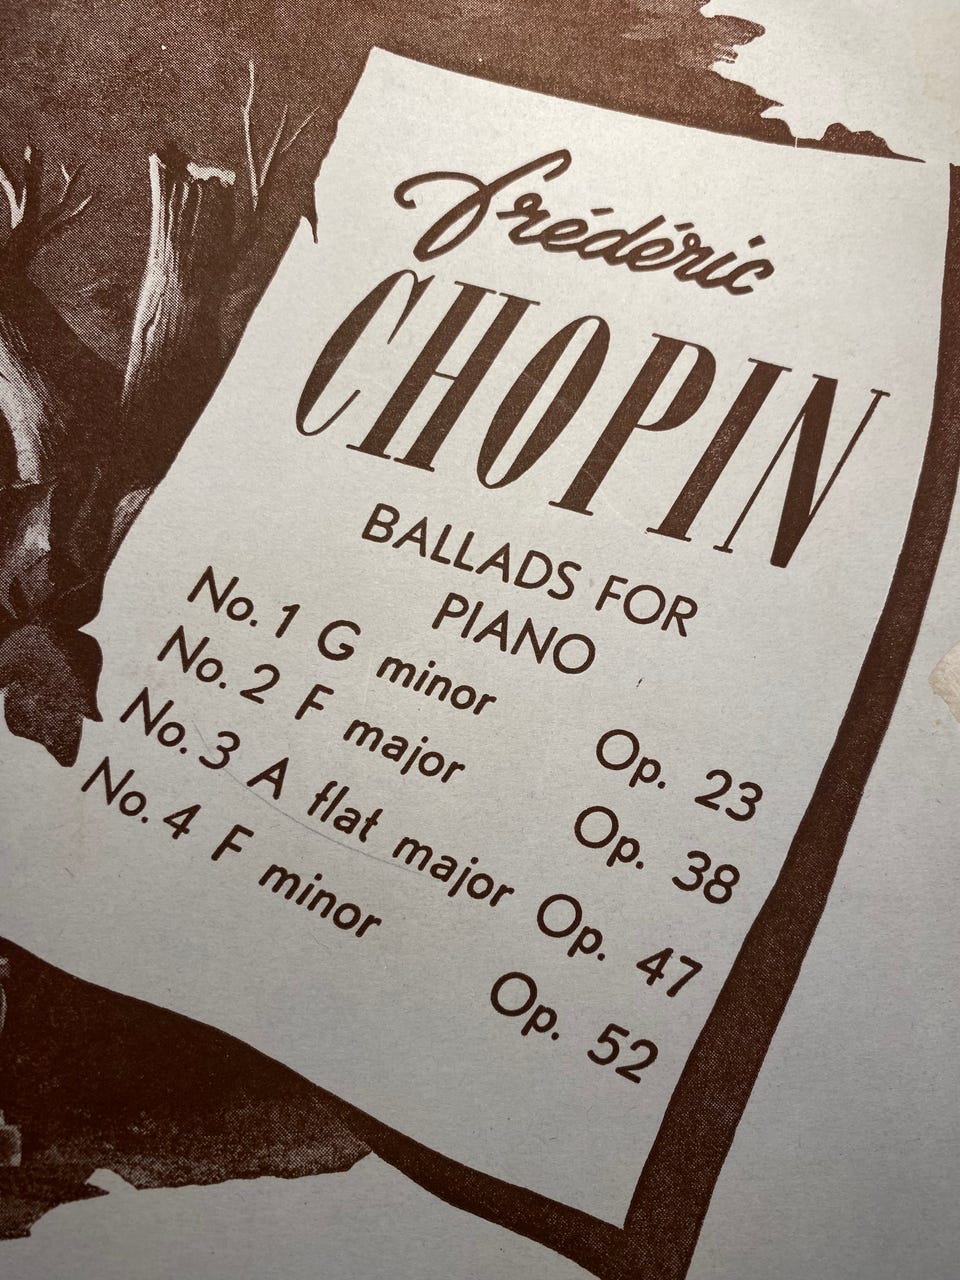 frédéric
CHOPIN
BALLADS FOR
PIANO
No. 1 G minor Op. 23
No. 2 F major Op. 38
No. 3 A flat major Op. 47
No. 4 F minor Op. 52